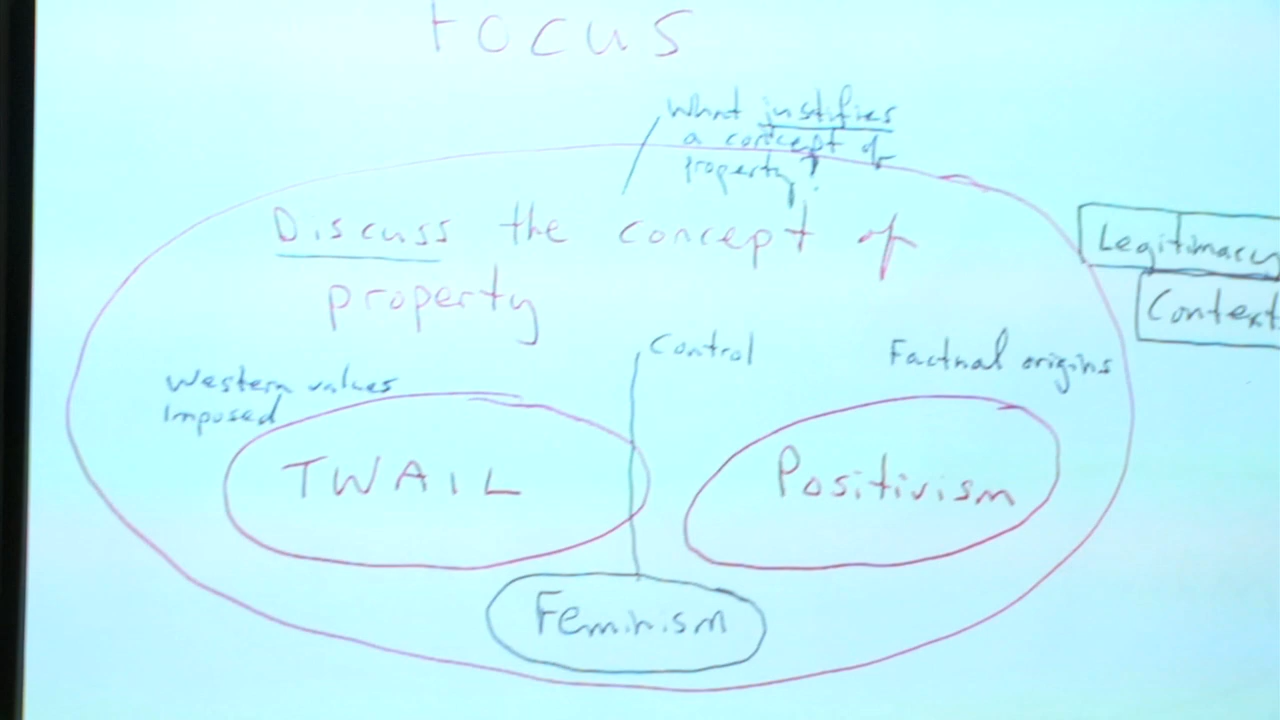 FOCUS
What justifies
a concept of
property?
Discuss the concept of
property
Legitimacy
Context
Control
Factual origins
Western values
Imposed
TWAIL
Positivism
Feminism